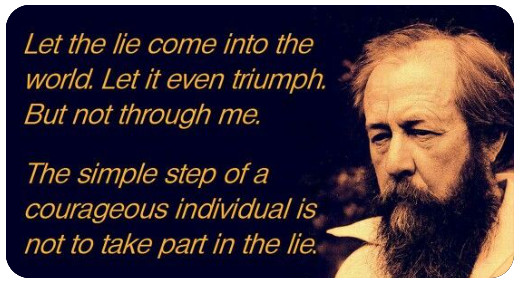 Let the lie come into the
world. Let it even triumph.
But not through me.
The simple step of a
courageous individual is
not to take part in the lie.